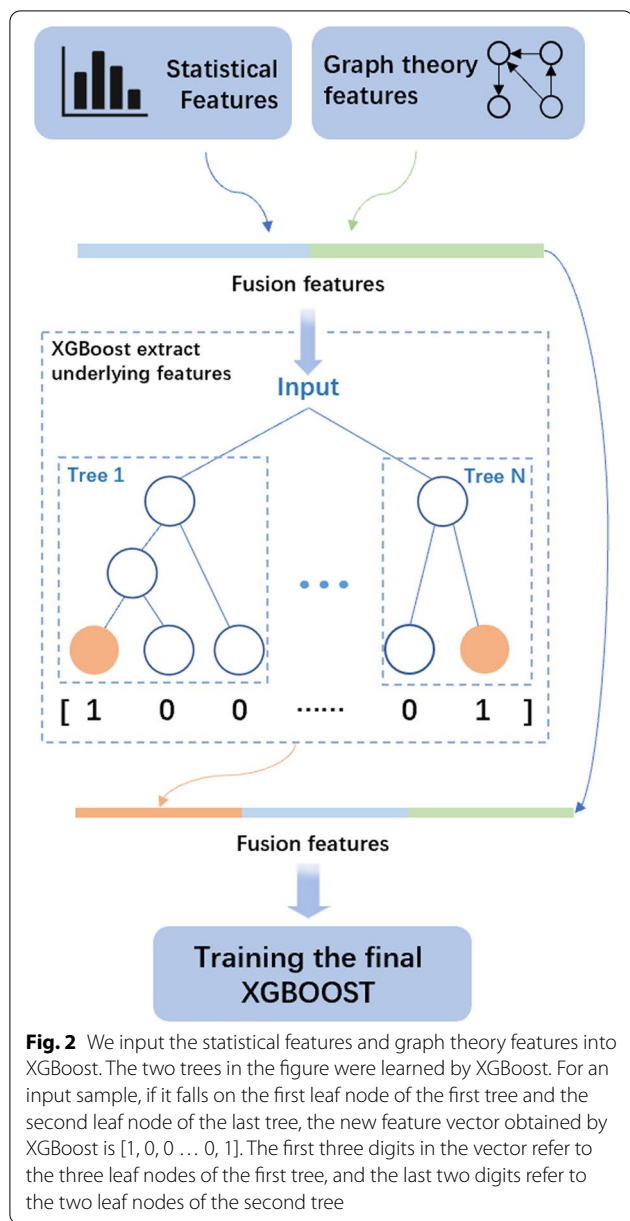 Statistical
Features
Graph theory
features
Fusion features
XGBoost extract
underlying features
Input
Tree 1
Tree N
[ 1 0 0 ...... 0 1 ]
Fusion features
Training the final
XGBOOST
Fig. 2 We input the statistical features and graph theory features into
XGBoost. The two trees in the figure were learned by XGBoost. For an
input sample, if it falls on the first leaf node of the first tree and the
second leaf node of the last tree, the new feature vector obtained by
XGBoost is [1, 0, 0 … 0, 1]. The first three digits in the vector refer to
the three leaf nodes of the first tree, and the last two digits refer to
the two leaf nodes of the second tree